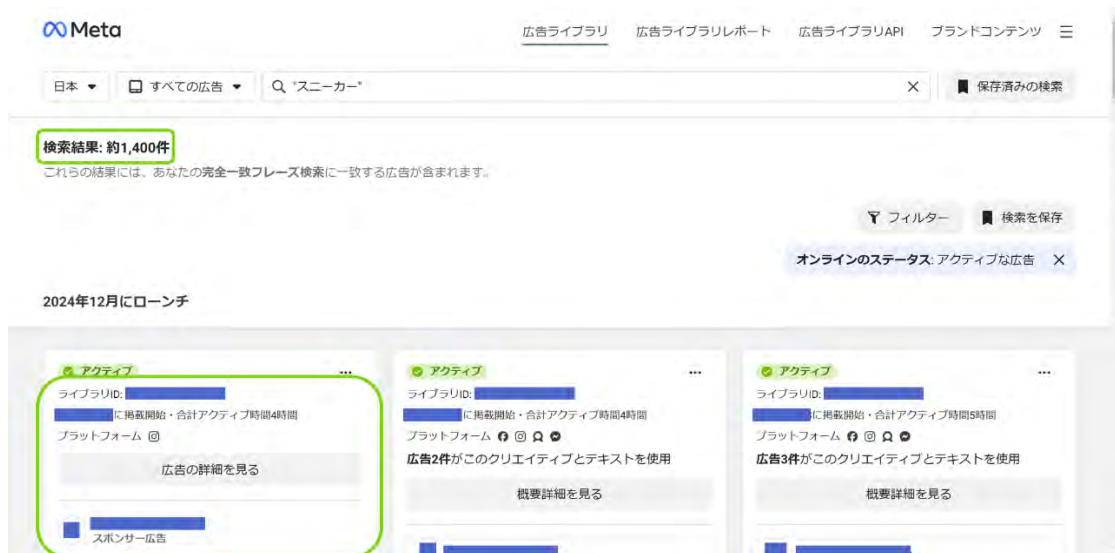 Meta
広告ライブラリ 広告ライブラリレポート 広告ライブラリAPI ブランドコンテンツ
日本 すべての広告 "スニーカー" 保存済みの検索
検索結果: 約1,400件
これらの結果には、あなたの完全一致フレーズ検索に一致する広告が含まれます。
フィルター 検索を保存
オンラインのステータス: アクティブな広告
2024年12月にローンチ
アクティブ
ライブラリID:
に掲載開始・合計アクティブ時間4時間
プラットフォーム
広告の詳細を見る
スポンサー広告
アクティブ
ライブラリID:
に掲載開始・合計アクティブ時間4時間
プラットフォーム
広告2件がこのクリエイティブとテキストを使用
概要詳細を見る
アクティブ
ライブラリID:
に掲載開始・合計アクティブ時間5時間
プラットフォーム
広告3件がこのクリエイティブとテキストを使用
概要詳細を見る